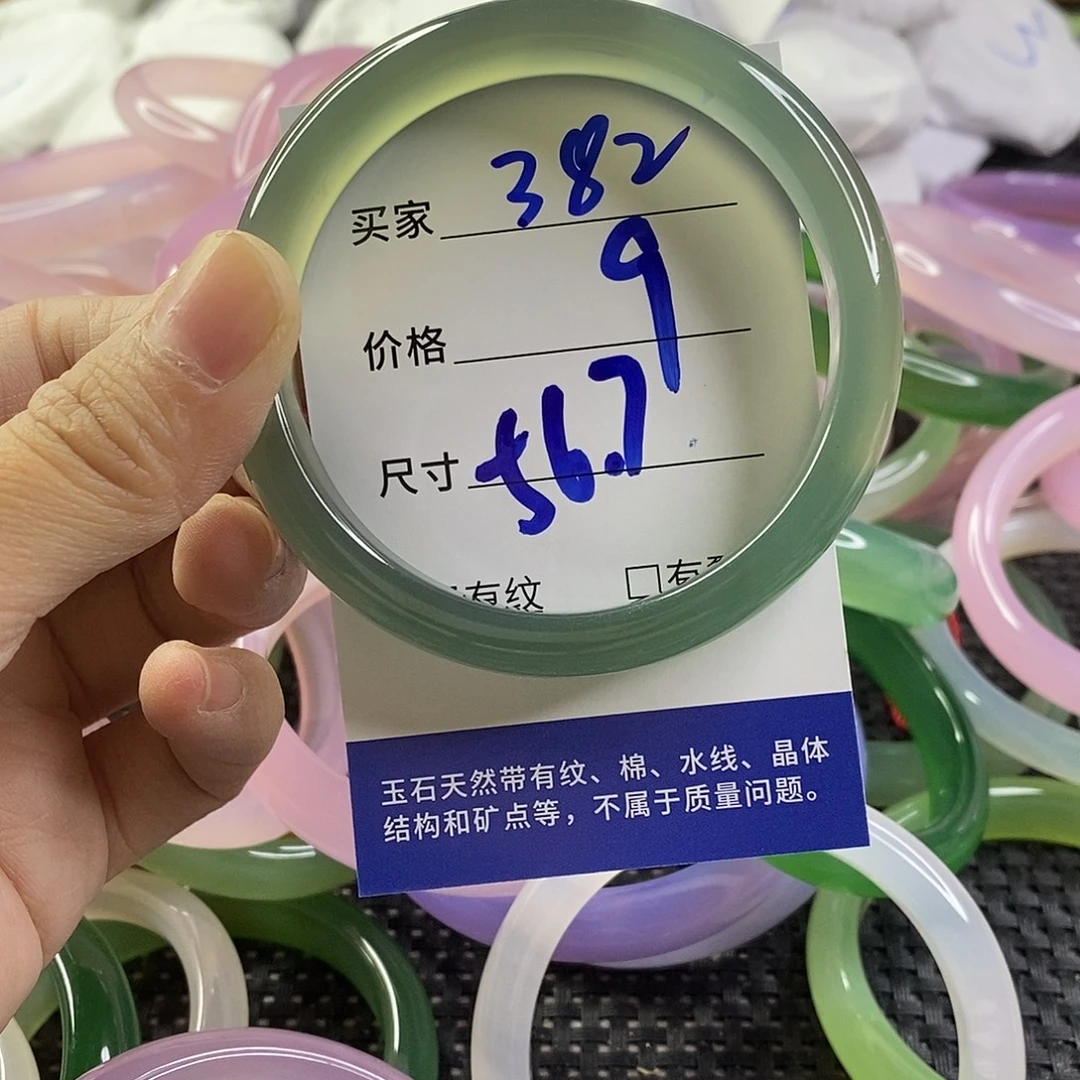 买家 382
价格 9
尺寸 56.7
有纹 □有
玉石天然带有纹、棉、水线、晶体
结构和矿点等，不属于质量问题。